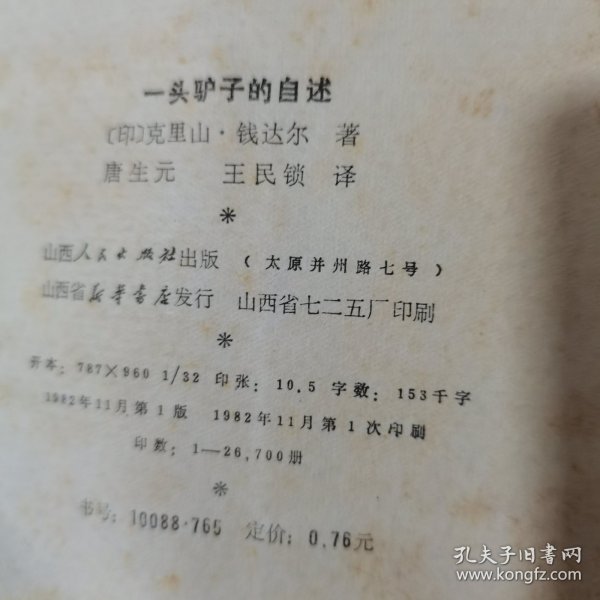 一头驴子的自述
〔印〕克里山·钱达尔 著
唐生元 王民锁 译
*
山西人民出版社出版 (太原并州路七号)
山西省新华书店发行 山西省七二五厂印刷
*
开本:787×960 1/32 印张:10.5 字数:153千字
1982年11月第1版 1982年11月第1次印刷
印数:1—26,700册
*
书号:10088·765 定价:0.76元
孔夫子旧书网
www.kongfz.com